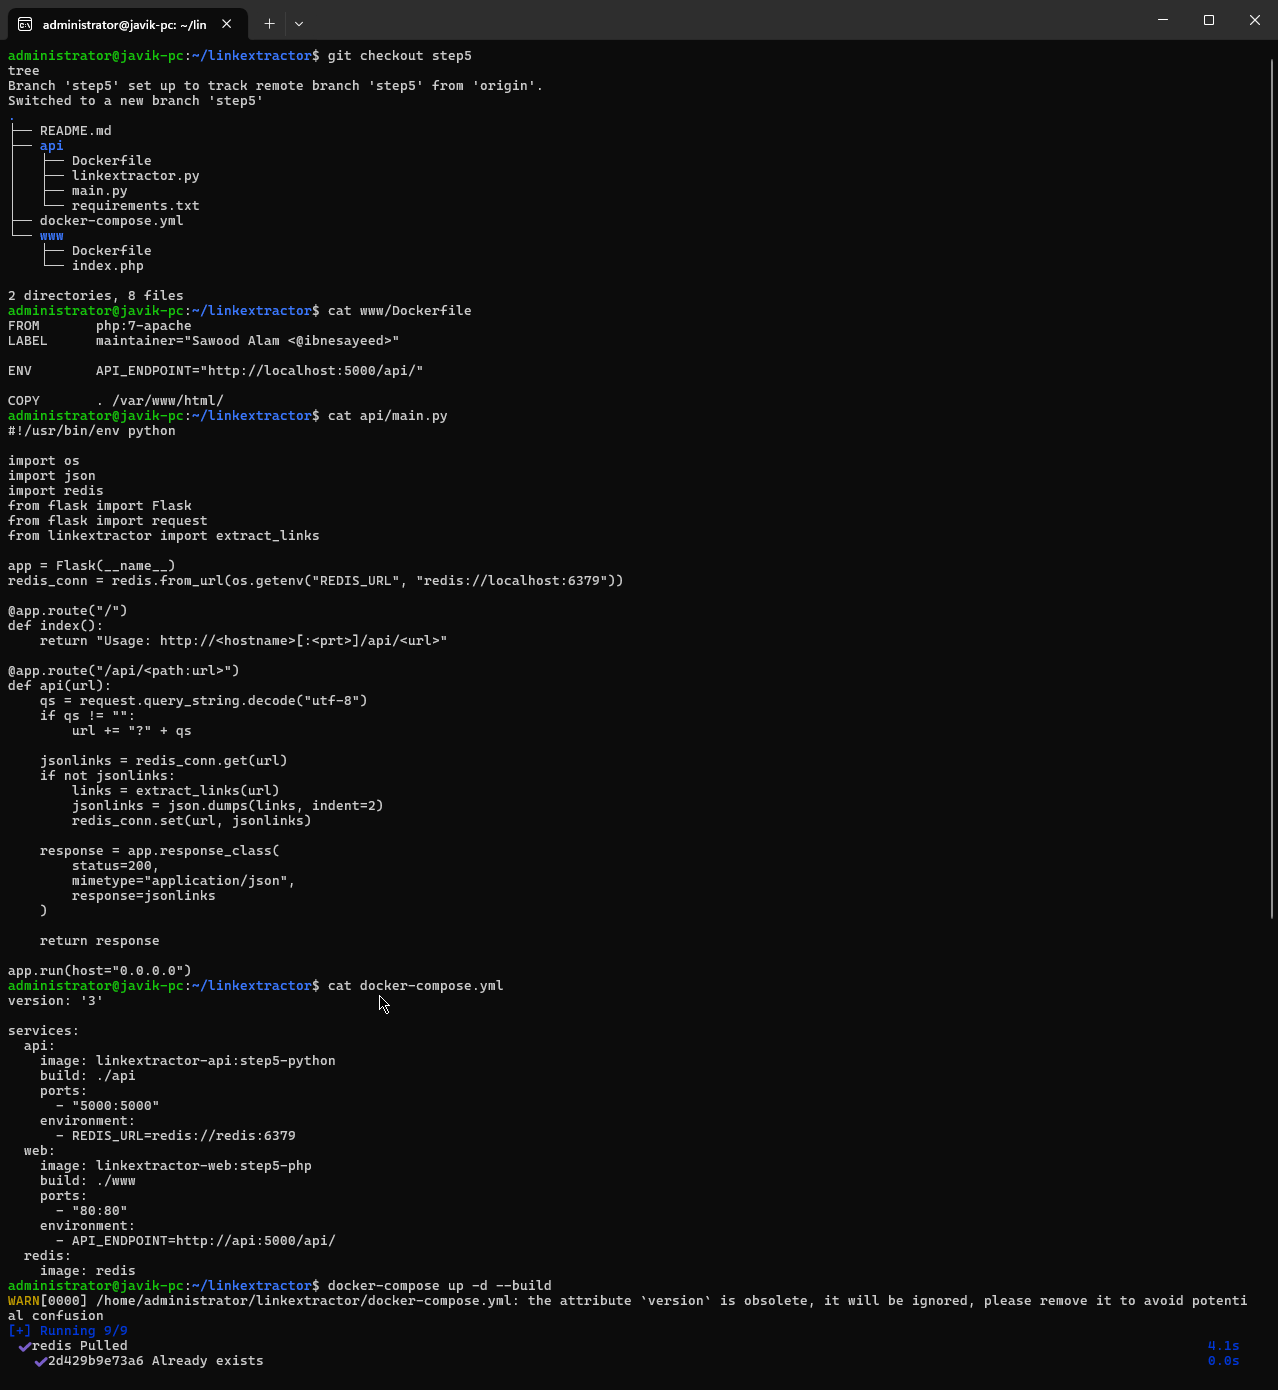 administrator@javik-pc: ~/lin
administrator@javik-pc:~/linkextractor$ git checkout step5
tree
Branch 'step5' set up to track remote branch 'step5' from 'origin'.
Switched to a new branch 'step5'
.
├── README.md
├── api
│   ├── Dockerfile
│   ├── linkextractor.py
│   ├── main.py
│   └── requirements.txt
├── docker-compose.yml
└── www
    ├── Dockerfile
    └── index.php

2 directories, 8 files
administrator@javik-pc:~/linkextractor$ cat www/Dockerfile
FROM       php:7-apache
LABEL      maintainer="Sawood Alam <@ibnesayeed>"

ENV        API_ENDPOINT="http://localhost:5000/api/"

COPY       . /var/www/html/
administrator@javik-pc:~/linkextractor$ cat api/main.py
#!/usr/bin/env python

import os
import json
import redis
from flask import Flask
from flask import request
from linkextractor import extract_links

app = Flask(__name__)
redis_conn = redis.from_url(os.getenv("REDIS_URL", "redis://localhost:6379"))

@app.route("/")
def index():
    return "Usage: http://<hostname>[:<prt>]/api/<url>"

@app.route("/api/<path:url>")
def api(url):
    qs = request.query_string.decode("utf-8")
    if qs != "":
        url += "?" + qs

    jsonlinks = redis_conn.get(url)
    if not jsonlinks:
        links = extract_links(url)
        jsonlinks = json.dumps(links, indent=2)
        redis_conn.set(url, jsonlinks)

    response = app.response_class(
        status=200,
        mimetype="application/json",
        response=jsonlinks
    )

    return response

app.run(host="0.0.0.0")
administrator@javik-pc:~/linkextractor$ cat docker-compose.yml
version: '3'

services:
  api:
    image: linkextractor-api:step5-python
    build: ./api
    ports:
      - "5000:5000"
    environment:
      - REDIS_URL=redis://redis:6379
  web:
    image: linkextractor-web:step5-php
    build: ./www
    ports:
      - "80:80"
    environment:
      - API_ENDPOINT=http://api:5000/api/
  redis:
    image: redis
administrator@javik-pc:~/linkextractor$ docker-compose up -d --build
WARN[0000] /home/administrator/linkextractor/docker-compose.yml: the attribute `version` is obsolete, it will be ignored, please remove it to avoid potenti
al confusion
[+] Running 9/9
 ✔redis Pulled 4.1s
   ✔2d429b9e73a6 Already exists 0.0s